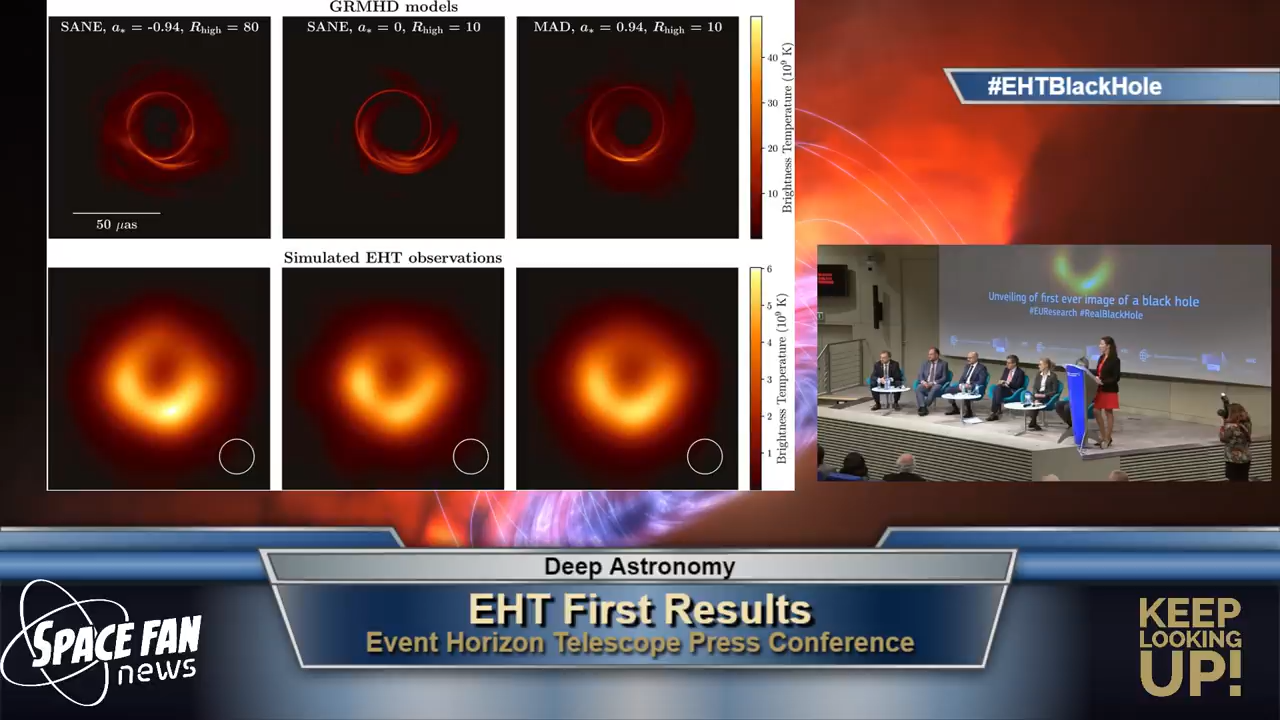 GRMHD models
SANE, a* = -0.94, Rhigh = 80
SANE, a* = 0, Rhigh = 10
MAD, a* = 0.94, Rhigh = 10
50 μas
40
30
20
10
Brightness Temperature (10⁹ K)
Simulated EHT observations
6
5
4
3
2
1
Brightness Temperature (10⁹ K)
#EHTBlackHole
Unveiling of first ever image of a black hole
#EUResearch #RealBlackHole
Deep Astronomy
EHT First Results
Event Horizon Telescope Press Conference
SPACE FAN
news
KEEP
LOOKING
UP!